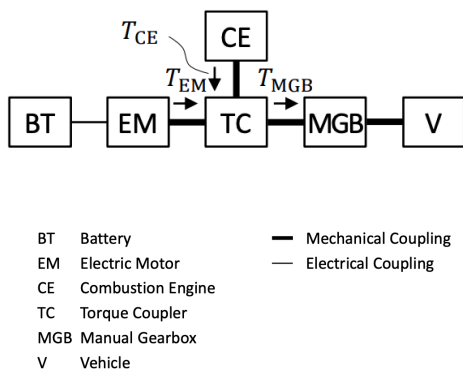 T_CE
CE
T_EM T_MGB
BT EM TC MGB V
BT Battery
EM Electric Motor
CE Combustion Engine
TC Torque Coupler
MGB Manual Gearbox
V Vehicle
Mechanical Coupling
Electrical Coupling